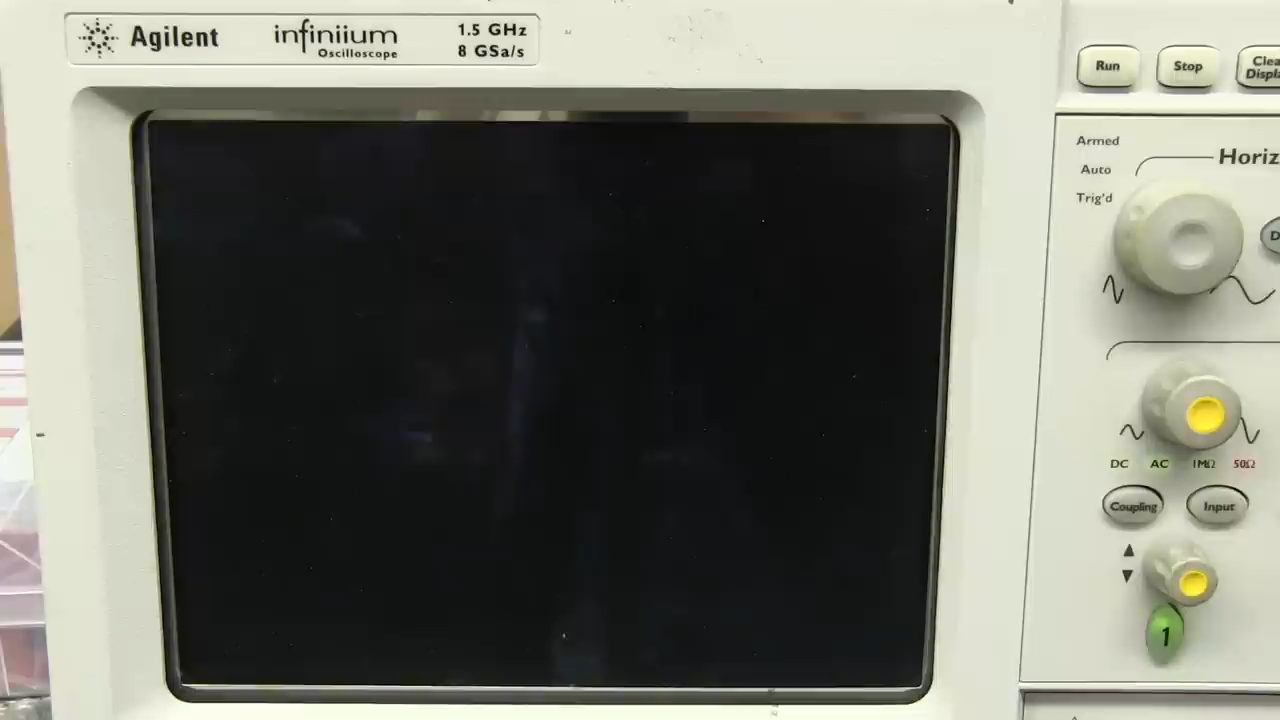 Agilent
infiniium
Oscilloscope
1.5 GHz
8 GSa/s
Run
Stop
Armed
Auto
Trig'd
DC
AC
1MΩ
50Ω
Coupling
Input
1